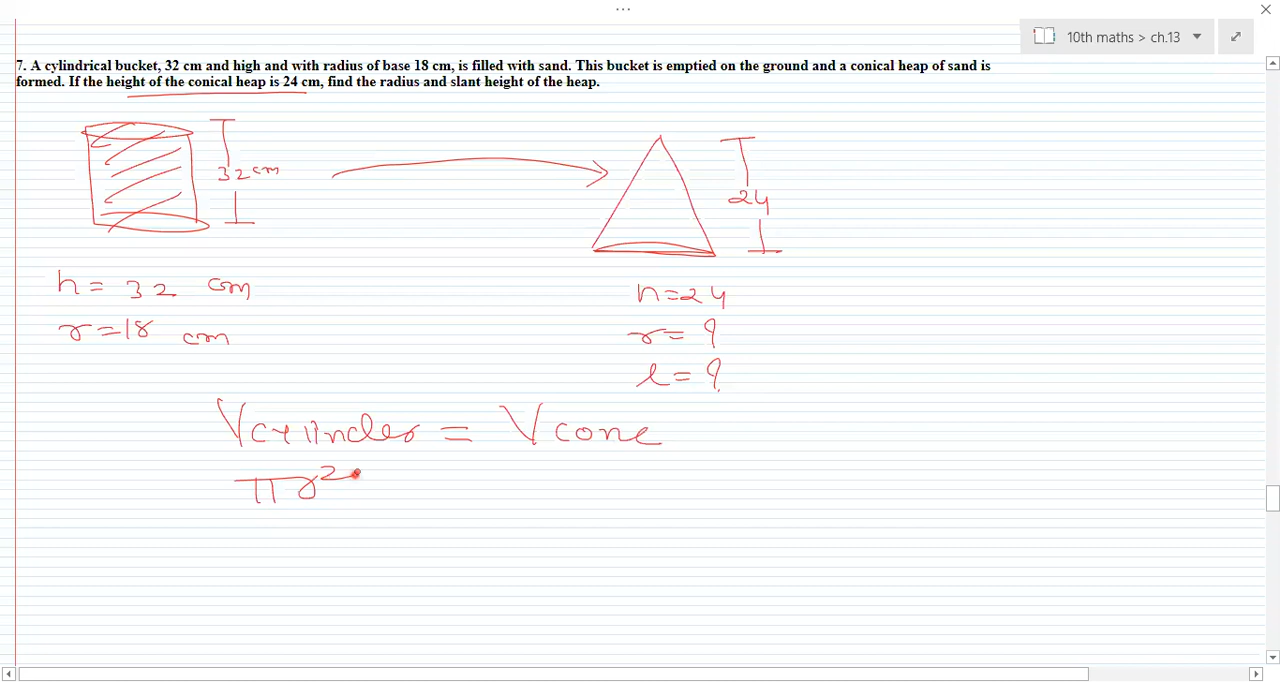 10th maths > ch.13
7. A cylindrical bucket, 32 cm and high and with radius of base 18 cm, is filled with sand. This bucket is emptied on the ground and a conical heap of sand is
formed. If the height of the conical heap is 24 cm, find the radius and slant height of the heap.
32 cm
24
h = 32 cm
r = 18 cm
h = 24
r = ?
l = ?
V cylinder = V cone
πr²